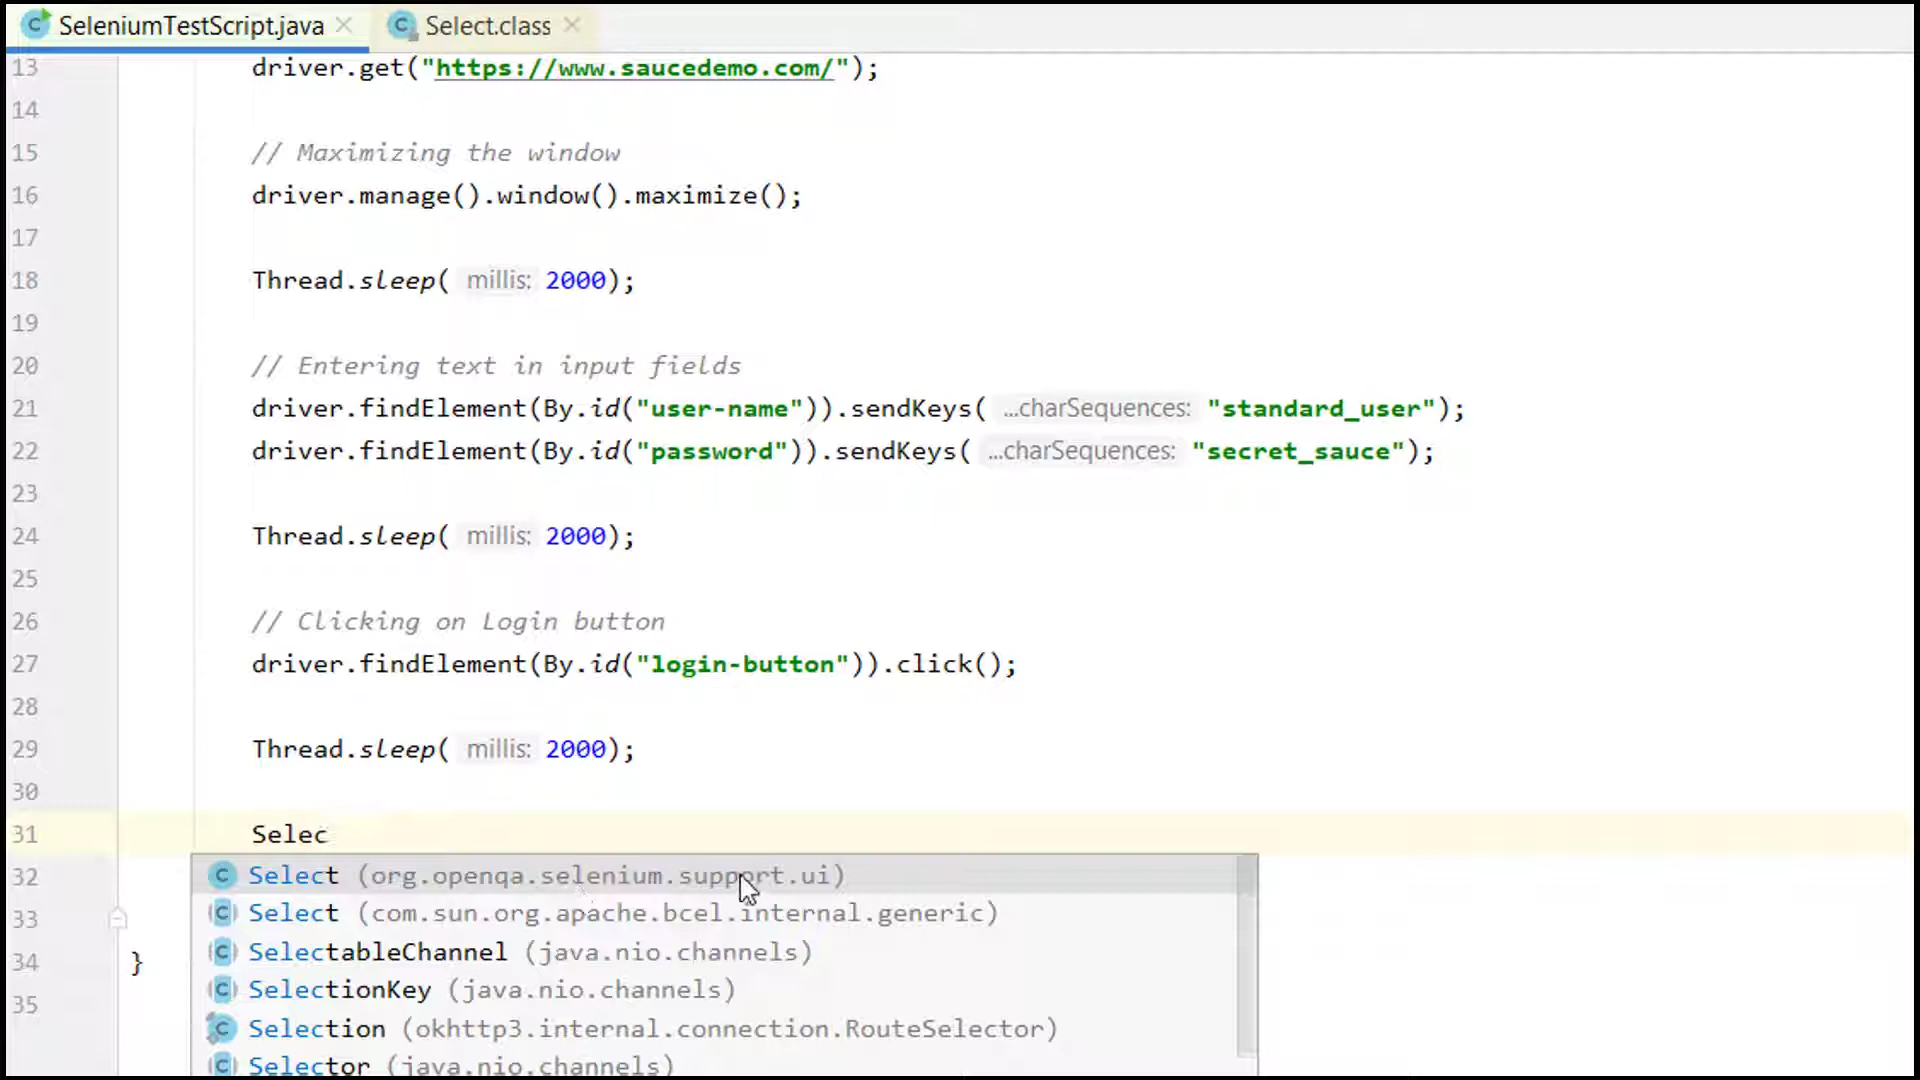 SeleniumTestScript.java Select.class
13 driver.get("https://www.saucedemo.com/");
14
15 // Maximizing the window
16 driver.manage().window().maximize();
17
18 Thread.sleep( millis: 2000);
19
20 // Entering text in input fields
21 driver.findElement(By.id("user-name")).sendKeys( ...charSequences: "standard_user");
22 driver.findElement(By.id("password")).sendKeys( ...charSequences: "secret_sauce");
23
24 Thread.sleep( millis: 2000);
25
26 // Clicking on Login button
27 driver.findElement(By.id("login-button")).click();
28
29 Thread.sleep( millis: 2000);
30
31 Selec
32 C Select (org.openqa.selenium.support.ui)
33 C Select (com.sun.org.apache.bcel.internal.generic)
34 } C SelectableChannel (java.nio.channels)
35 C SelectionKey (java.nio.channels)
C Selection (okhttp3.internal.connection.RouteSelector)
C Selector (java.nio.channels)